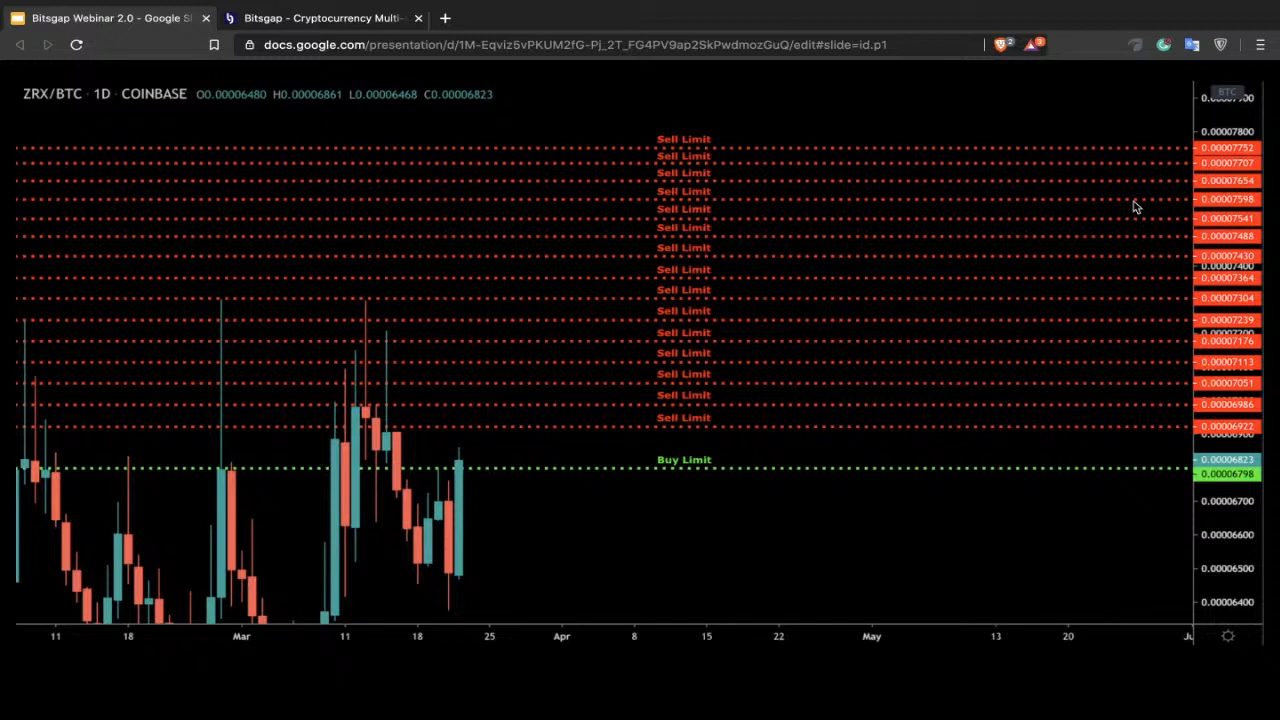 Bitsgap Webinar 2.0 - Google Sl
Bitsgap - Cryptocurrency Multi-
docs.google.com/presentation/d/1M-Eqviz5vPKUM2fG-Pj_2T_FG4PV9ap2SkPwdmozGuQ/edit#slide=id.p1
2
3
ZRX/BTC · 1D · COINBASE O0.00006480 H0.00006861 L0.00006468 C0.00006823
BTC
0.00007800
Sell Limit
0.00007752
Sell Limit
0.00007707
Sell Limit
0.00007654
Sell Limit
0.00007598
Sell Limit
0.00007541
Sell Limit
0.00007488
Sell Limit
0.00007430
0.00007400
Sell Limit
0.00007364
Sell Limit
0.00007304
Sell Limit
0.00007239
Sell Limit
0.00007176
Sell Limit
0.00007113
Sell Limit
0.00007051
Sell Limit
0.00006986
Sell Limit
0.00006922
Buy Limit
0.00006823
0.00006798
0.00006700
0.00006600
0.00006500
0.00006400
11 18 Mar 11 18 25 Apr 8 15 22 May 13 20